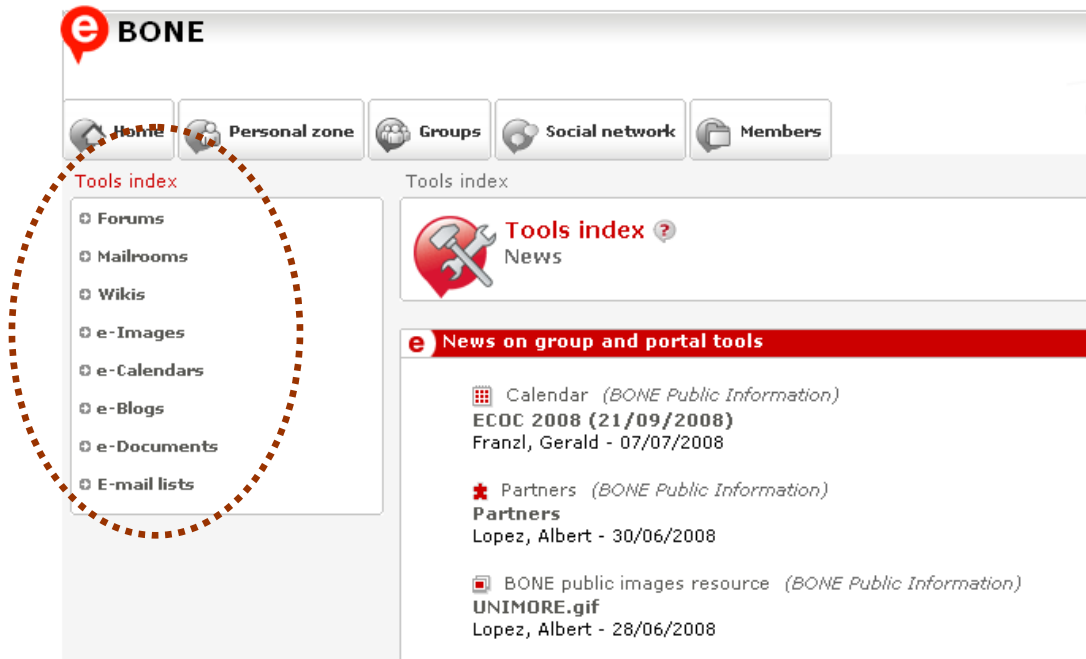 e BONE
Home Personal zone Groups Social network Members
Tools index
Forums
Mailrooms
Wikis
e-Images
e-Calendars
e-Blogs
e-Documents
E-mail lists
Tools index
Tools index ?
News
e News on group and portal tools
Calendar (BONE Public Information)
ECOC 2008 (21/09/2008)
Franzl, Gerald - 07/07/2008
Partners (BONE Public Information)
Partners
Lopez, Albert - 30/06/2008
BONE public images resource (BONE Public Information)
UNIMORE.gif
Lopez, Albert - 28/06/2008